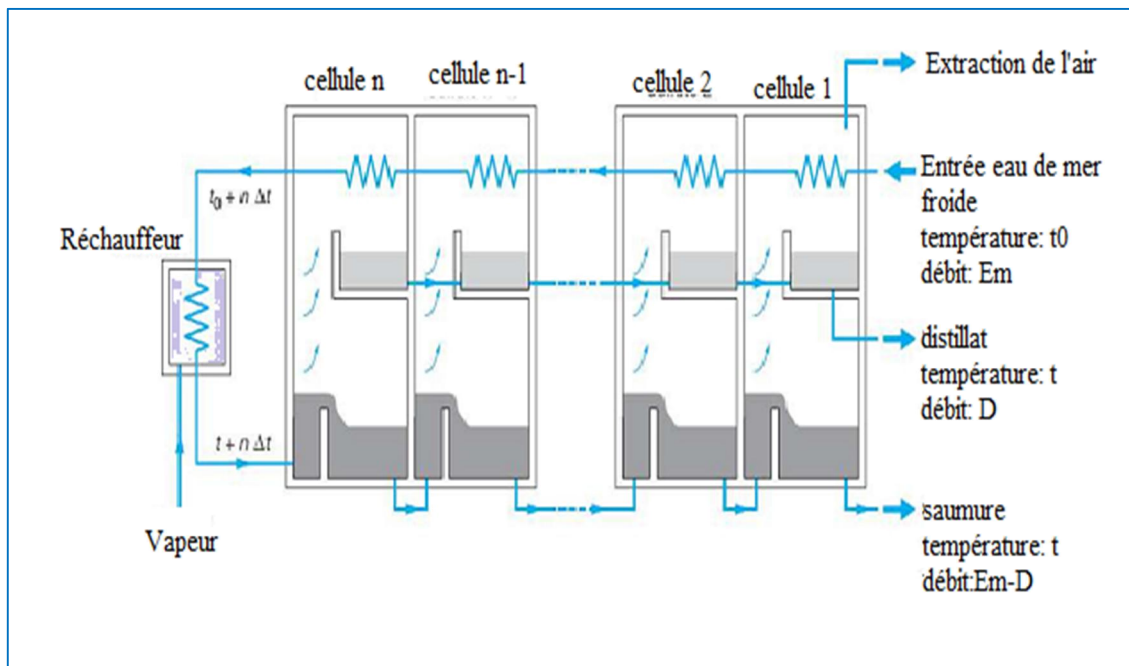 cellule n
cellule n-1
cellule 2
cellule 1
Extraction de l'air
Entrée eau de mer
froide
température: t0
débit: Em
t0 + n Δt
Réchauffeur
distillat
température: t
débit: D
t + n Δt
Vapeur
saumure
température: t
débit:Em-D